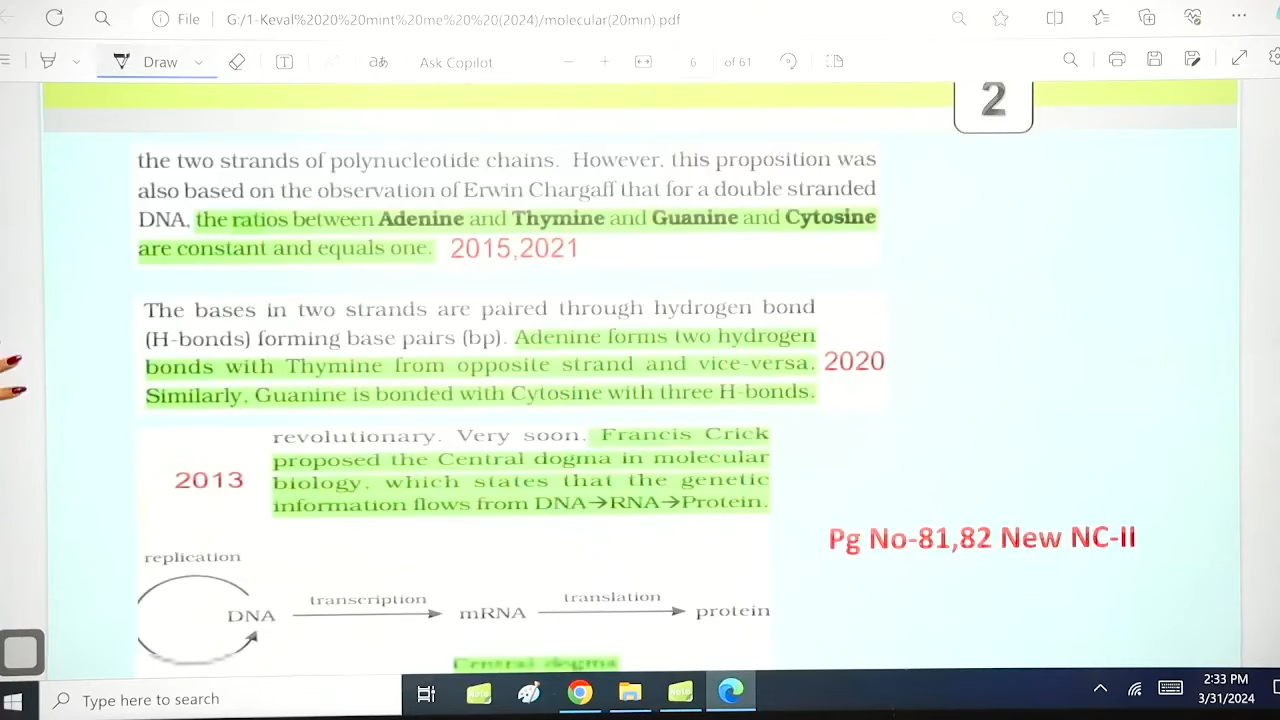 File G:/1-Keval%2020%20mint%20me%20%20(2024)/molecular(20min).pdf
Draw
Ask Copilot
6 of 61
2
the two strands of polynucleotide chains. However, this proposition was
also based on the observation of Erwin Chargaff that for a double stranded
DNA, the ratios between Adenine and Thymine and Guanine and Cytosine
are constant and equals one. 2015,2021
The bases in two strands are paired through hydrogen bond
(H-bonds) forming base pairs (bp). Adenine forms two hydrogen
bonds with Thymine from opposite strand and vice-versa. 2020
Similarly, Guanine is bonded with Cytosine with three H-bonds.
revolutionary. Very soon, Francis Crick
2013 proposed the Central dogma in molecular
biology, which states that the genetic
information flows from DNA→RNA→Protein.
Pg No-81,82 New NC-II
replication
transcription translation
DNA mRNA protein
Central dogma
Type here to search
2:33 PM
3/31/2024